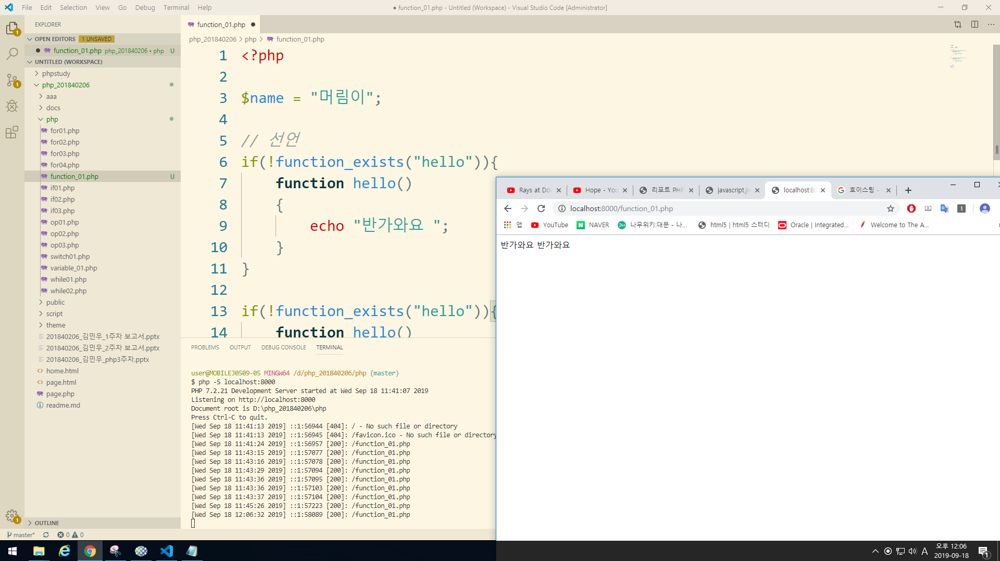 File Edit Selection View Go Debug Terminal Help
● function_01.php - Untitled (Workspace) - Visual Studio Code [Administrator]
EXPLORER
OPEN EDITORS 1 UNSAVED
function_01.php php_201840206 • php U
UNTITLED (WORKSPACE)
phpstudy
php_201840206
aaa
docs
php
for01.php
for02.php
for03.php
for04.php
function_01.php U
if01.php
if02.php
if03.php
op01.php
op02.php
op03.php
switch01.php
variable_01.php
while01.php
while02.php
public
script
theme
201840206_김민우_1주차 보고서.pptx
201840206_김민우_2주차 보고서.pptx
201840206_김민우_php3주차.pptx
home.html
page.html
page.php
readme.md
OUTLINE
master* 0 0
1
1
1
function_01.php ●
php_201840206 > php > function_01.php
1 <?php
2
3 $name = "머림이";
4
5 // 선언
6 if(!function_exists("hello")){
7 function hello()
8 {
9 echo "반가와요 ";
10 }
11 }
12
13 if(!function_exists("hello")){
14 function hello()
PROBLEMS OUTPUT DEBUG CONSOLE TERMINAL
user@MOBILEJ0509-05 MINGW64 /d/php_201840206/php (master)
$ php -S localhost:8000
PHP 7.2.21 Development Server started at Wed Sep 18 11:41:07 2019
Listening on http://localhost:8000
Document root is D:\php_201840206\php
Press Ctrl-C to quit.
[Wed Sep 18 11:41:13 2019] ::1:56944 [404]: / - No such file or directory
[Wed Sep 18 11:41:13 2019] ::1:56945 [404]: /favicon.ico - No such file or directory
[Wed Sep 18 11:41:24 2019] ::1:56957 [200]: /function_01.php
[Wed Sep 18 11:43:15 2019] ::1:57077 [200]: /function_01.php
[Wed Sep 18 11:43:16 2019] ::1:57078 [200]: /function_01.php
[Wed Sep 18 11:43:29 2019] ::1:57094 [200]: /function_01.php
[Wed Sep 18 11:43:36 2019] ::1:57095 [200]: /function_01.php
[Wed Sep 18 11:43:36 2019] ::1:57103 [200]: /function_01.php
[Wed Sep 18 11:43:37 2019] ::1:57104 [200]: /function_01.php
[Wed Sep 18 11:45:26 2019] ::1:57223 [200]: /function_01.php
[Wed Sep 18 12:06:32 2019] ::1:58089 [200]: /function_01.php
Rays at Do Hope - You 리포트 PHP javascript.ji localhost:80 호이스팅 -
localhost:8000/function_01.php
앱 YouTube NAVER 나무위키:대문 - 나... html5 | html5 스터디 Oracle | Integrated... Welcome to The A...
반가와요 반가와요
A 오후 12:06
2019-09-18 1